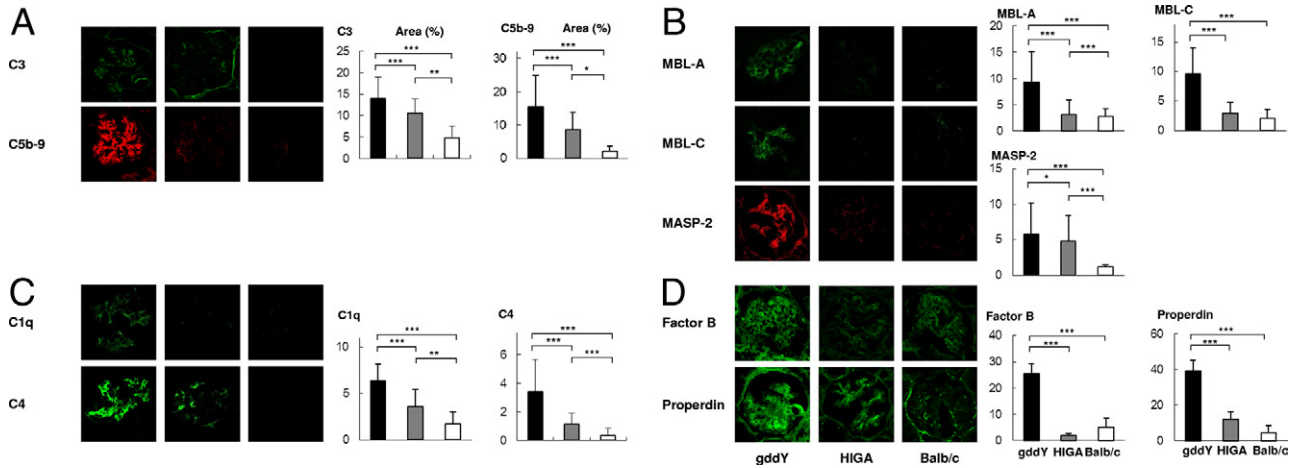 A
C3
C5b-9
C3
Area (%)
25
20
15
10
5
0
***
***
**
C5b-9
Area (%)
30
20
10
0
***
***
*
B
MBL-A
MBL-C
MASP-2
MBL-A
20
15
10
5
0
***
***
***
MBL-C
15
10
5
0
***
***
MASP-2
15
10
5
0
***
*
***
C
C1q
C4
C1q
10
5
0
***
***
**
C4
6
4
2
0
***
***
***
D
Factor B
Properdin
gddY HIGA Balb/c
Factor B
40
30
20
10
0
***
***
gddY HIGA Balb/c
Properdin
60
40
20
0
***
***
gddY HIGA Balb/c